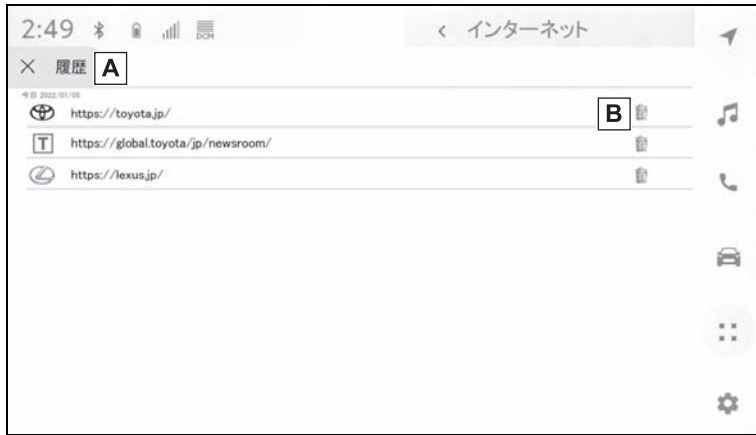 2:49 DCM < インターネット
× 履歴 A
今日 2022/01/05
https://toyota.jp/ B
T https://global.toyota/jp/newsroom/
https://lexus.jp/